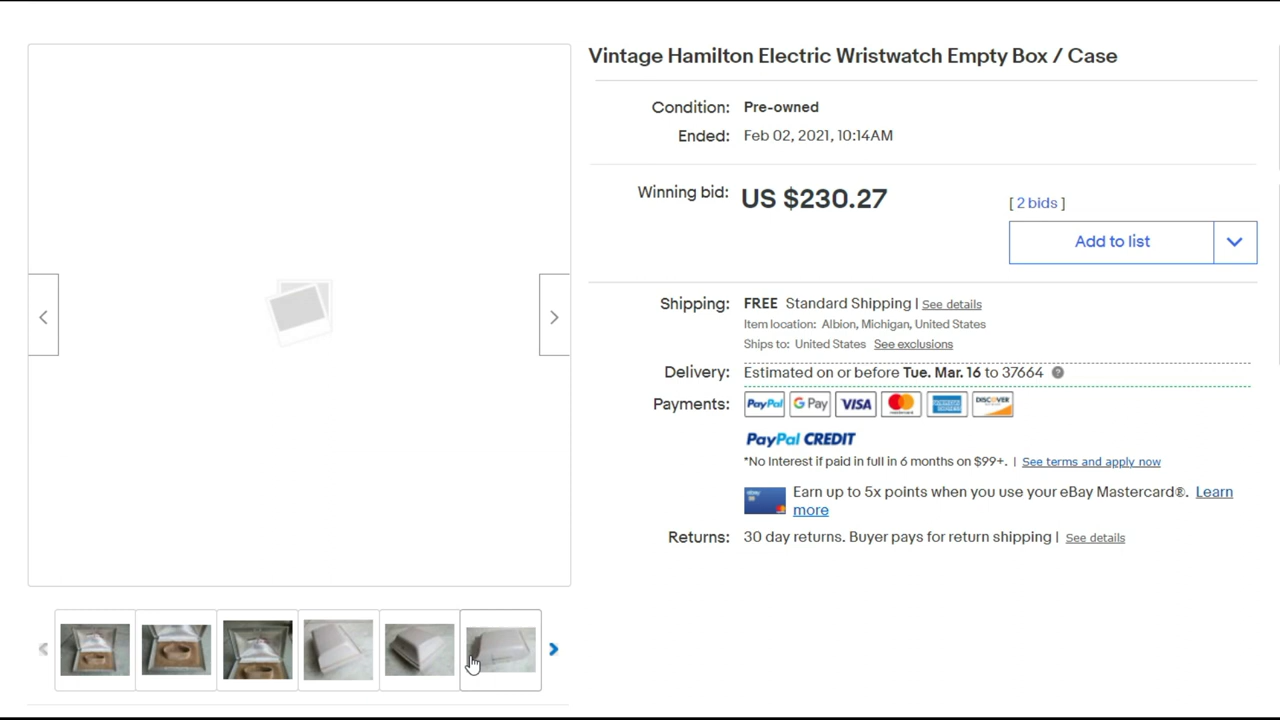 Vintage Hamilton Electric Wristwatch Empty Box / Case
Condition: Pre-owned
Ended: Feb 02, 2021, 10:14AM
Winning bid: US $230.27
[ 2 bids ]
Add to list
Shipping: FREE Standard Shipping | See details
Item location: Albion, Michigan, United States
Ships to: United States See exclusions
Delivery: Estimated on or before Tue. Mar. 16 to 37664 ?
Payments: PayPal G Pay VISA mastercard AMERICAN EXPRESS DISCOVER
PayPal CREDIT
*No Interest if paid in full in 6 months on $99+. | See terms and apply now
Earn up to 5x points when you use your eBay Mastercard®. Learn
more
Returns: 30 day returns. Buyer pays for return shipping | See details